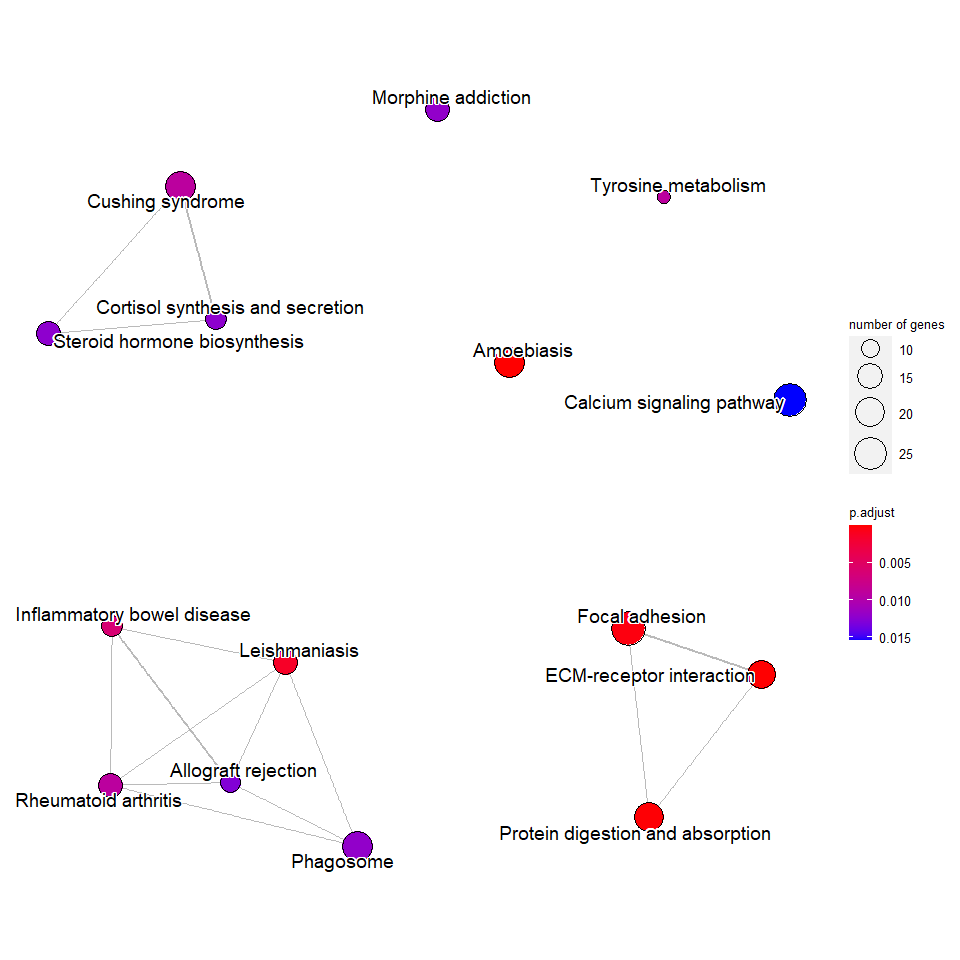 Morphine addiction
Tyrosine metabolism
Cushing syndrome
Cortisol synthesis and secretion
Steroid hormone biosynthesis
Amoebiasis
Calcium signaling pathway
number of genes
10
15
20
25
p.adjust
0.005
0.010
0.015
Inflammatory bowel disease
Leishmaniasis
Allograft rejection
Rheumatoid arthritis
Phagosome
Focal adhesion
ECM-receptor interaction
Protein digestion and absorption